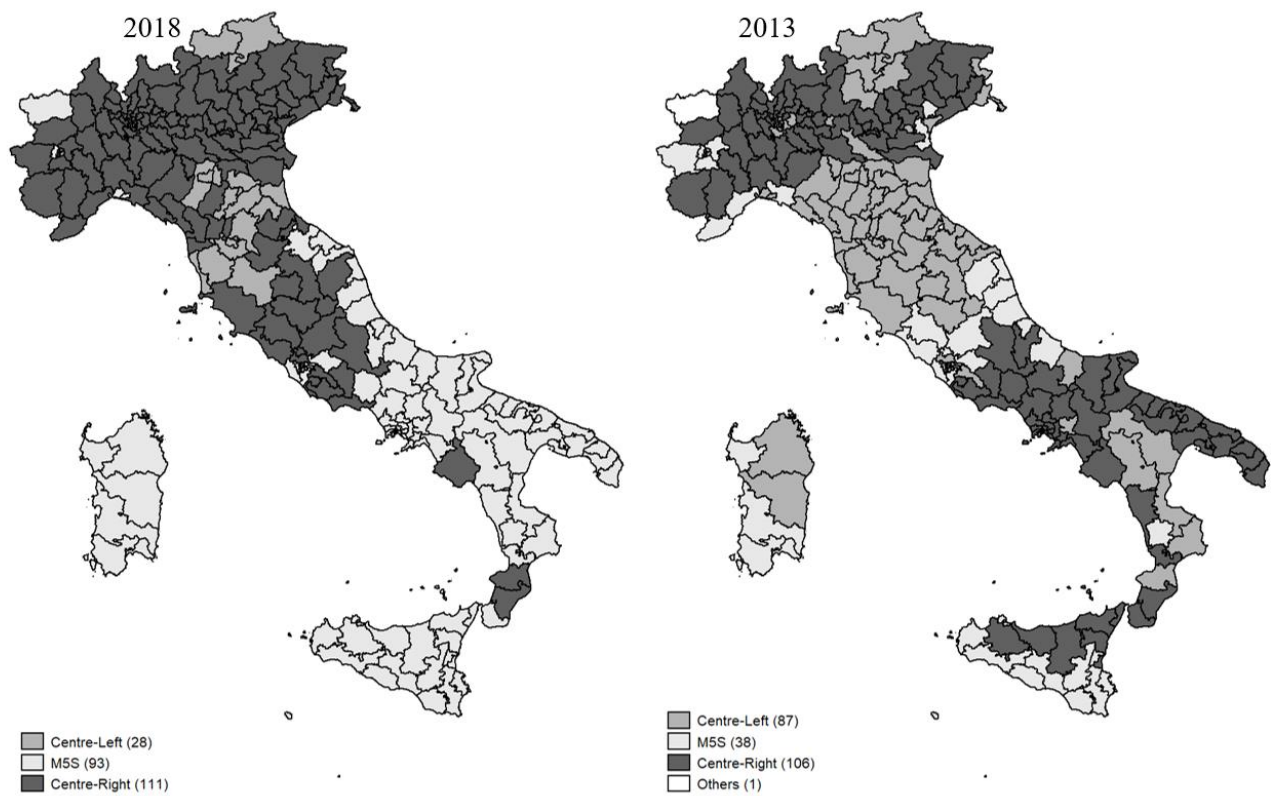 2018
2013
Centre-Left (28)
M5S (93)
Centre-Right (111)
Centre-Left (87)
M5S (38)
Centre-Right (106)
Others (1)